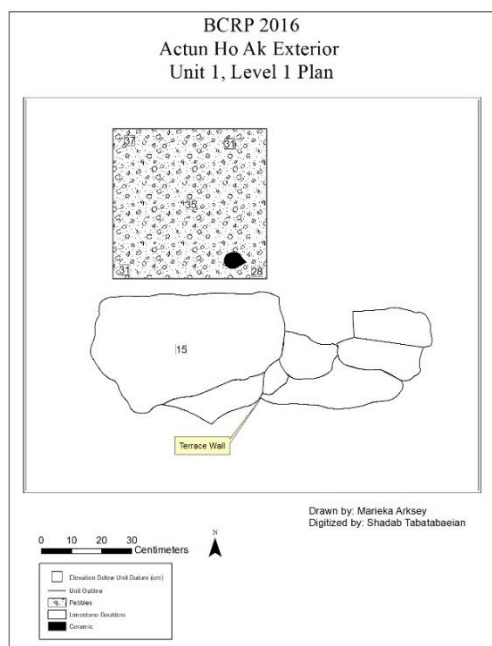 BCRP 2016
Actun Ho Ak Exterior
Unit 1, Level 1 Plan
37
31
35
31
28
15
Terrace Wall
Drawn by: Marieka Arksey
Digitized by: Shadab Tabatabaeian
0 10 20 30
Centimeters
N
Elevation Below Unit Datum (cm)
Unit Outline
Pebbles
Limestone Boulders
Ceramic